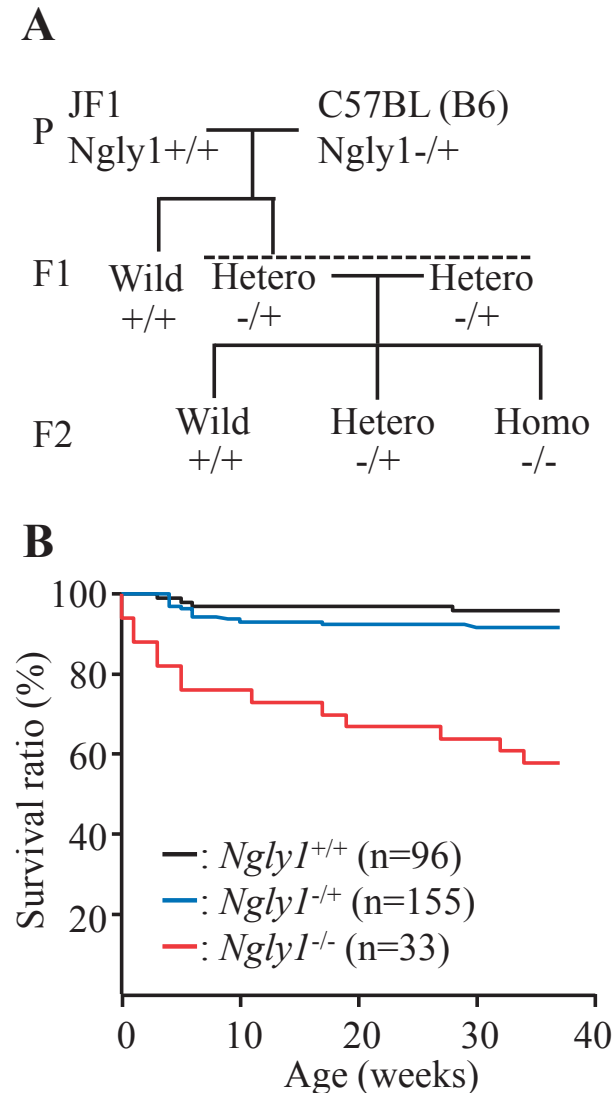 A
JF1 C57BL (B6)
P Ngly1+/+ Ngly1-/+
F1 Wild Hetero Hetero
+/+ -/+ -/+
F2 Wild Hetero Homo
+/+ -/+ -/-
B
Survival ratio (%)
100
80
60
40
20
: Ngly1+/+ (n=96)
: Ngly1-/+ (n=155)
: Ngly1-/- (n=33)
0 10 20 30 40
Age (weeks)